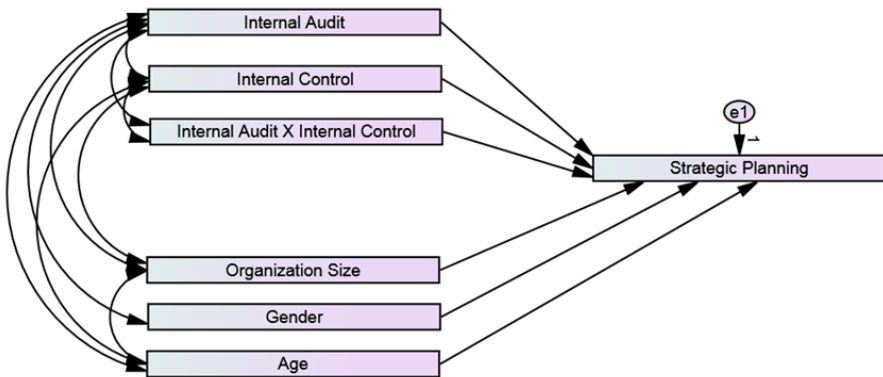 Internal Audit
Internal Control
Internal Audit X Internal Control
e1
1
Strategic Planning
Organization Size
Gender
Age